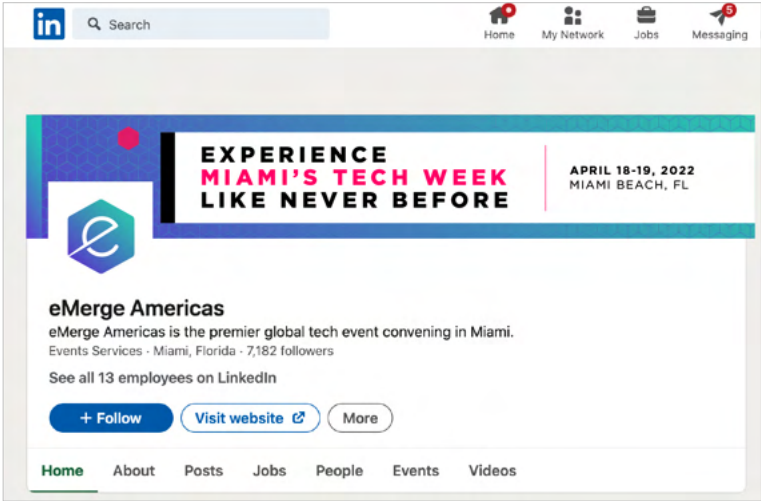 in Search
Home My Network Jobs 5 Messaging
EXPERIENCE
MIAMI'S TECH WEEK
LIKE NEVER BEFORE
APRIL 18-19, 2022
MIAMI BEACH, FL
e
eMerge Americas
eMerge Americas is the premier global tech event convening in Miami.
Events Services · Miami, Florida · 7,182 followers
See all 13 employees on LinkedIn
+ Follow Visit website More
Home About Posts Jobs People Events Videos